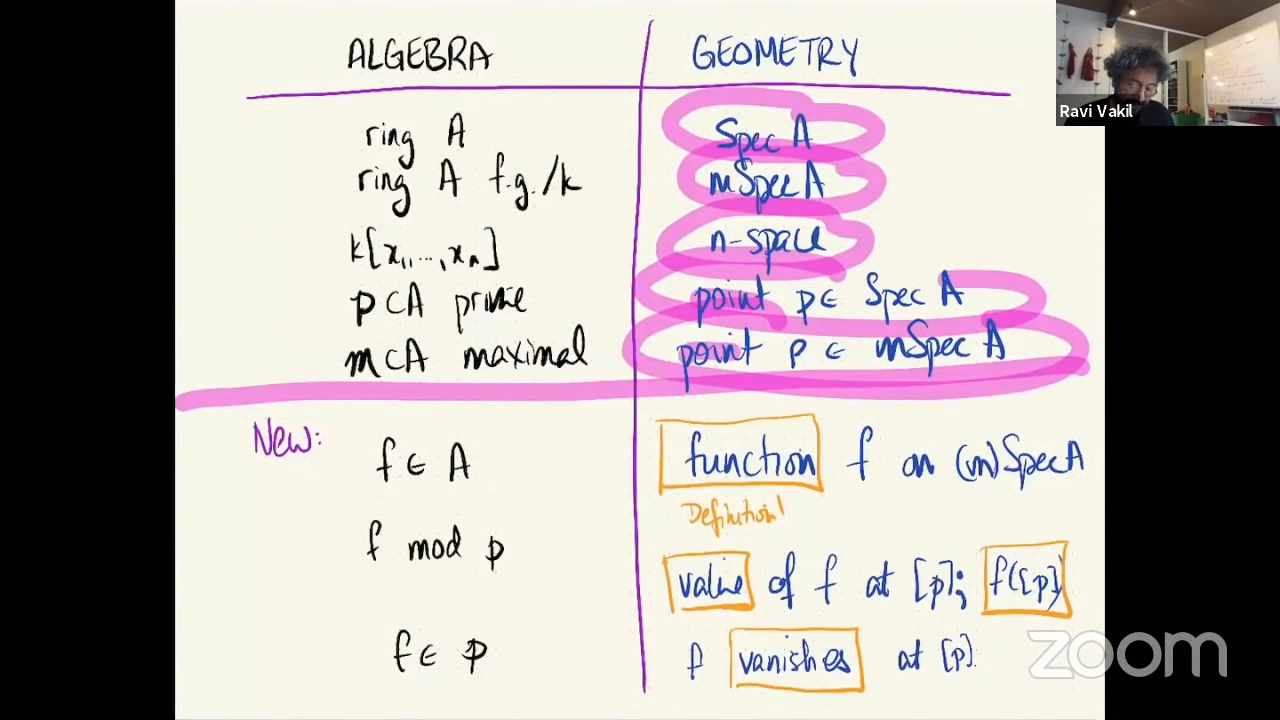 ALGEBRA GEOMETRY
Ravi Vakil
ring A Spec A
ring A f.g./k mSpec A
k[x₁,...,xₙ] n-space
p⊂A prime point p ∈ Spec A
m⊂A maximal point p ∈ mSpec A
New:
f ∈ A function f on (m)Spec A
Definition!
f mod p value of f at [p]; f([p])
f ∈ p f vanishes at [p].
zoom